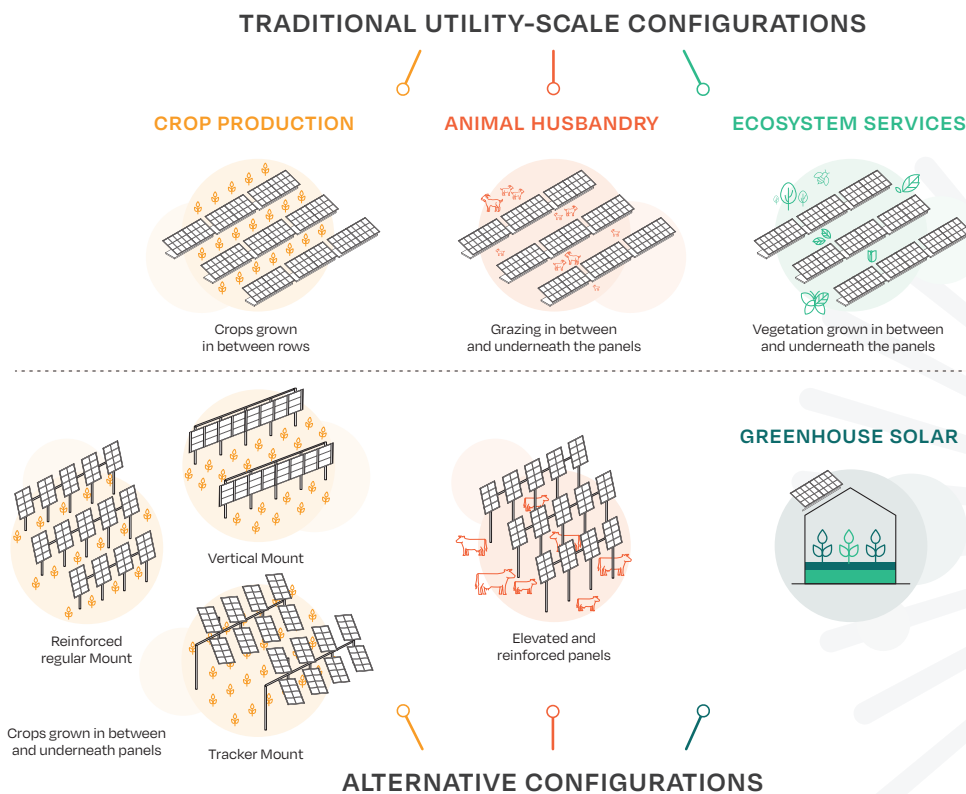 TRADITIONAL UTILITY-SCALE CONFIGURATIONS
CROP PRODUCTION
ANIMAL HUSBANDRY
ECOSYSTEM SERVICES
Crops grown
in between rows
Grazing in between
and underneath the panels
Vegetation grown in between
and underneath the panels
GREENHOUSE SOLAR
Vertical Mount
Reinforced
regular Mount
Elevated and
reinforced panels
Crops grown in between
and underneath panels
Tracker Mount
ALTERNATIVE CONFIGURATIONS